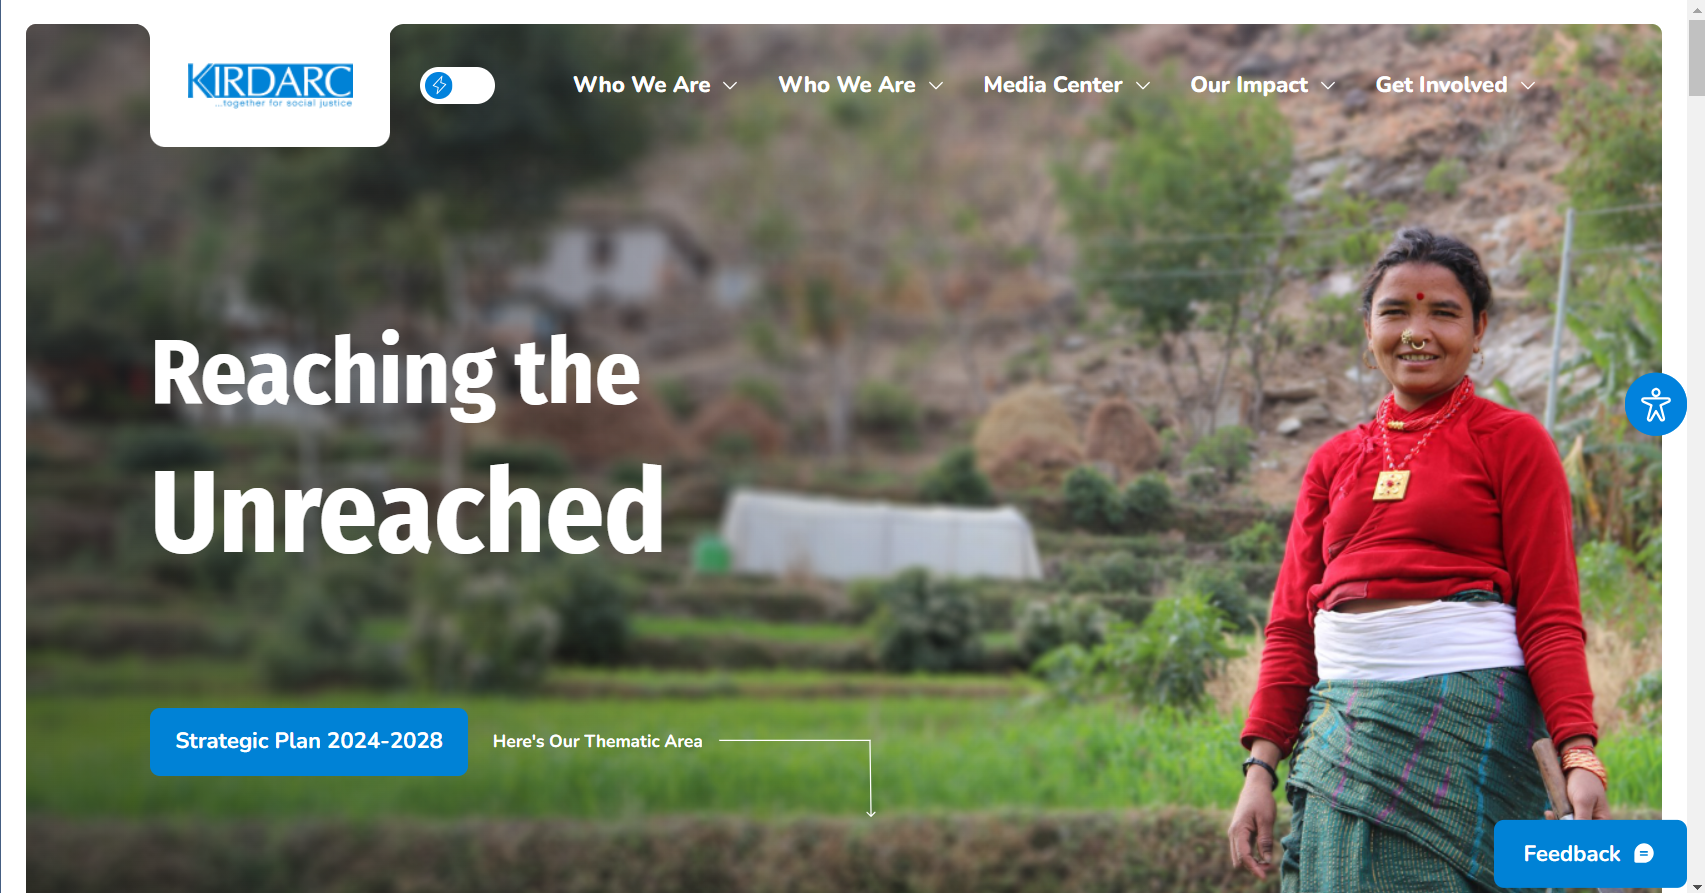 KIRDARC
...together for social justice
Who We Are
Who We Are
Media Center
Our Impact
Get Involved
Reaching the
Unreached
Strategic Plan 2024-2028
Here's Our Thematic Area
Feedback